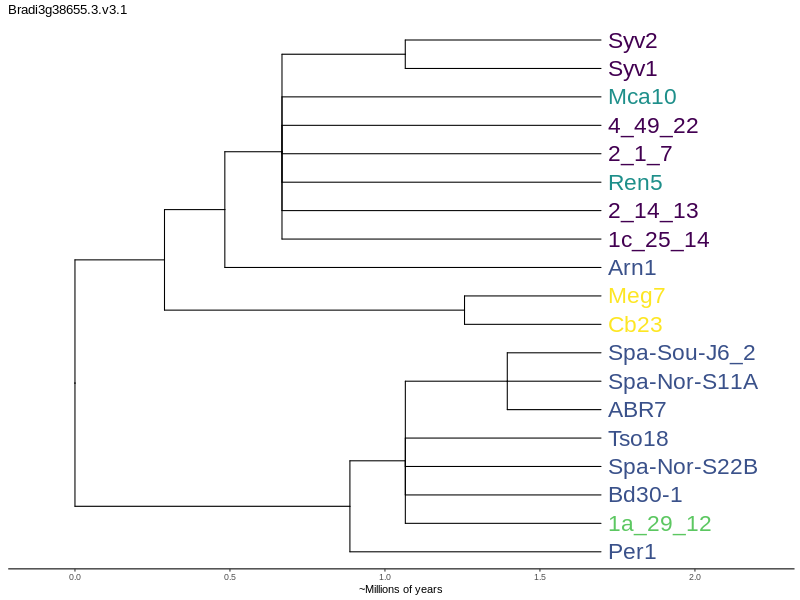 Bradi3g38655.3.v3.1
Syv2
Syv1
Mca10
4_49_22
2_1_7
Ren5
2_14_13
1c_25_14
Arn1
Meg7
Cb23
Spa-Sou-J6_2
Spa-Nor-S11A
ABR7
Tso18
Spa-Nor-S22B
Bd30-1
1a_29_12
Per1
0.0 0.5 1.0 1.5 2.0
~Millions of years